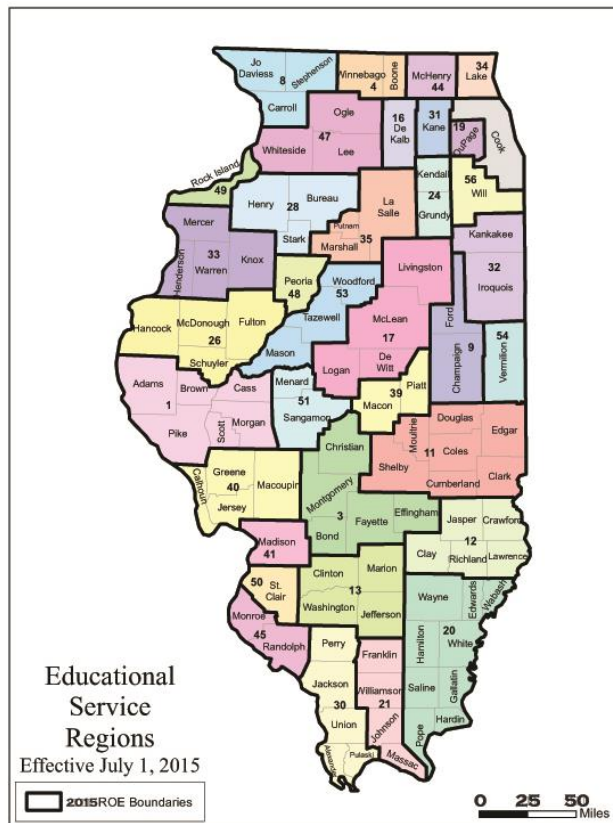 Jo
Daviess
8
Stephenson
Carroll
Winnebago
4
Boone
McHenry
44
34
Lake
Ogle
47
Whiteside
Lee
16
De
Kalb
31
Kane
19
DuPage
Cook
Rock Island
49
Henry
28
Bureau
Stark
La
Salle
Putnam
35
Marshall
Kendall
24
Grundy
56
Will
Kankakee
32
Iroquois
Mercer
33
Henderson
Warren
Knox
Peoria
48
Woodford
53
Tazewell
Mason
Livingston
McLean
17
Logan
De
Witt
Ford
9
Champaign
54
Vermilion
Hancock
McDonough
Fulton
26
Schuyler
Adams
Brown
Cass
1
Pike
Scott
Morgan
Menard
51
Sangamon
39
Piatt
Macon
Christian
Montgomery
3
Bond
Fayette
Effingham
Douglas
Moultrie
Edgar
11
Coles
Shelby
Cumberland
Clark
Greene
Calhoun
40
Jersey
Macoupin
Madison
41
Jasper
Crawford
12
Clay
Richland
Lawrence
50
St.
Clair
Monroe
45
Randolph
Clinton
Marion
13
Washington
Jefferson
Wayne
Edwards
Wabash
Hamilton
20
White
Saline
Gallatin
Pope
Hardin
Perry
Jackson
30
Union
Alexander
Pulaski
Franklin
Williamson
21
Johnson
Massac
Educational
Service
Regions
Effective July 1, 2015
2015ROE Boundaries
0 25 50
Miles